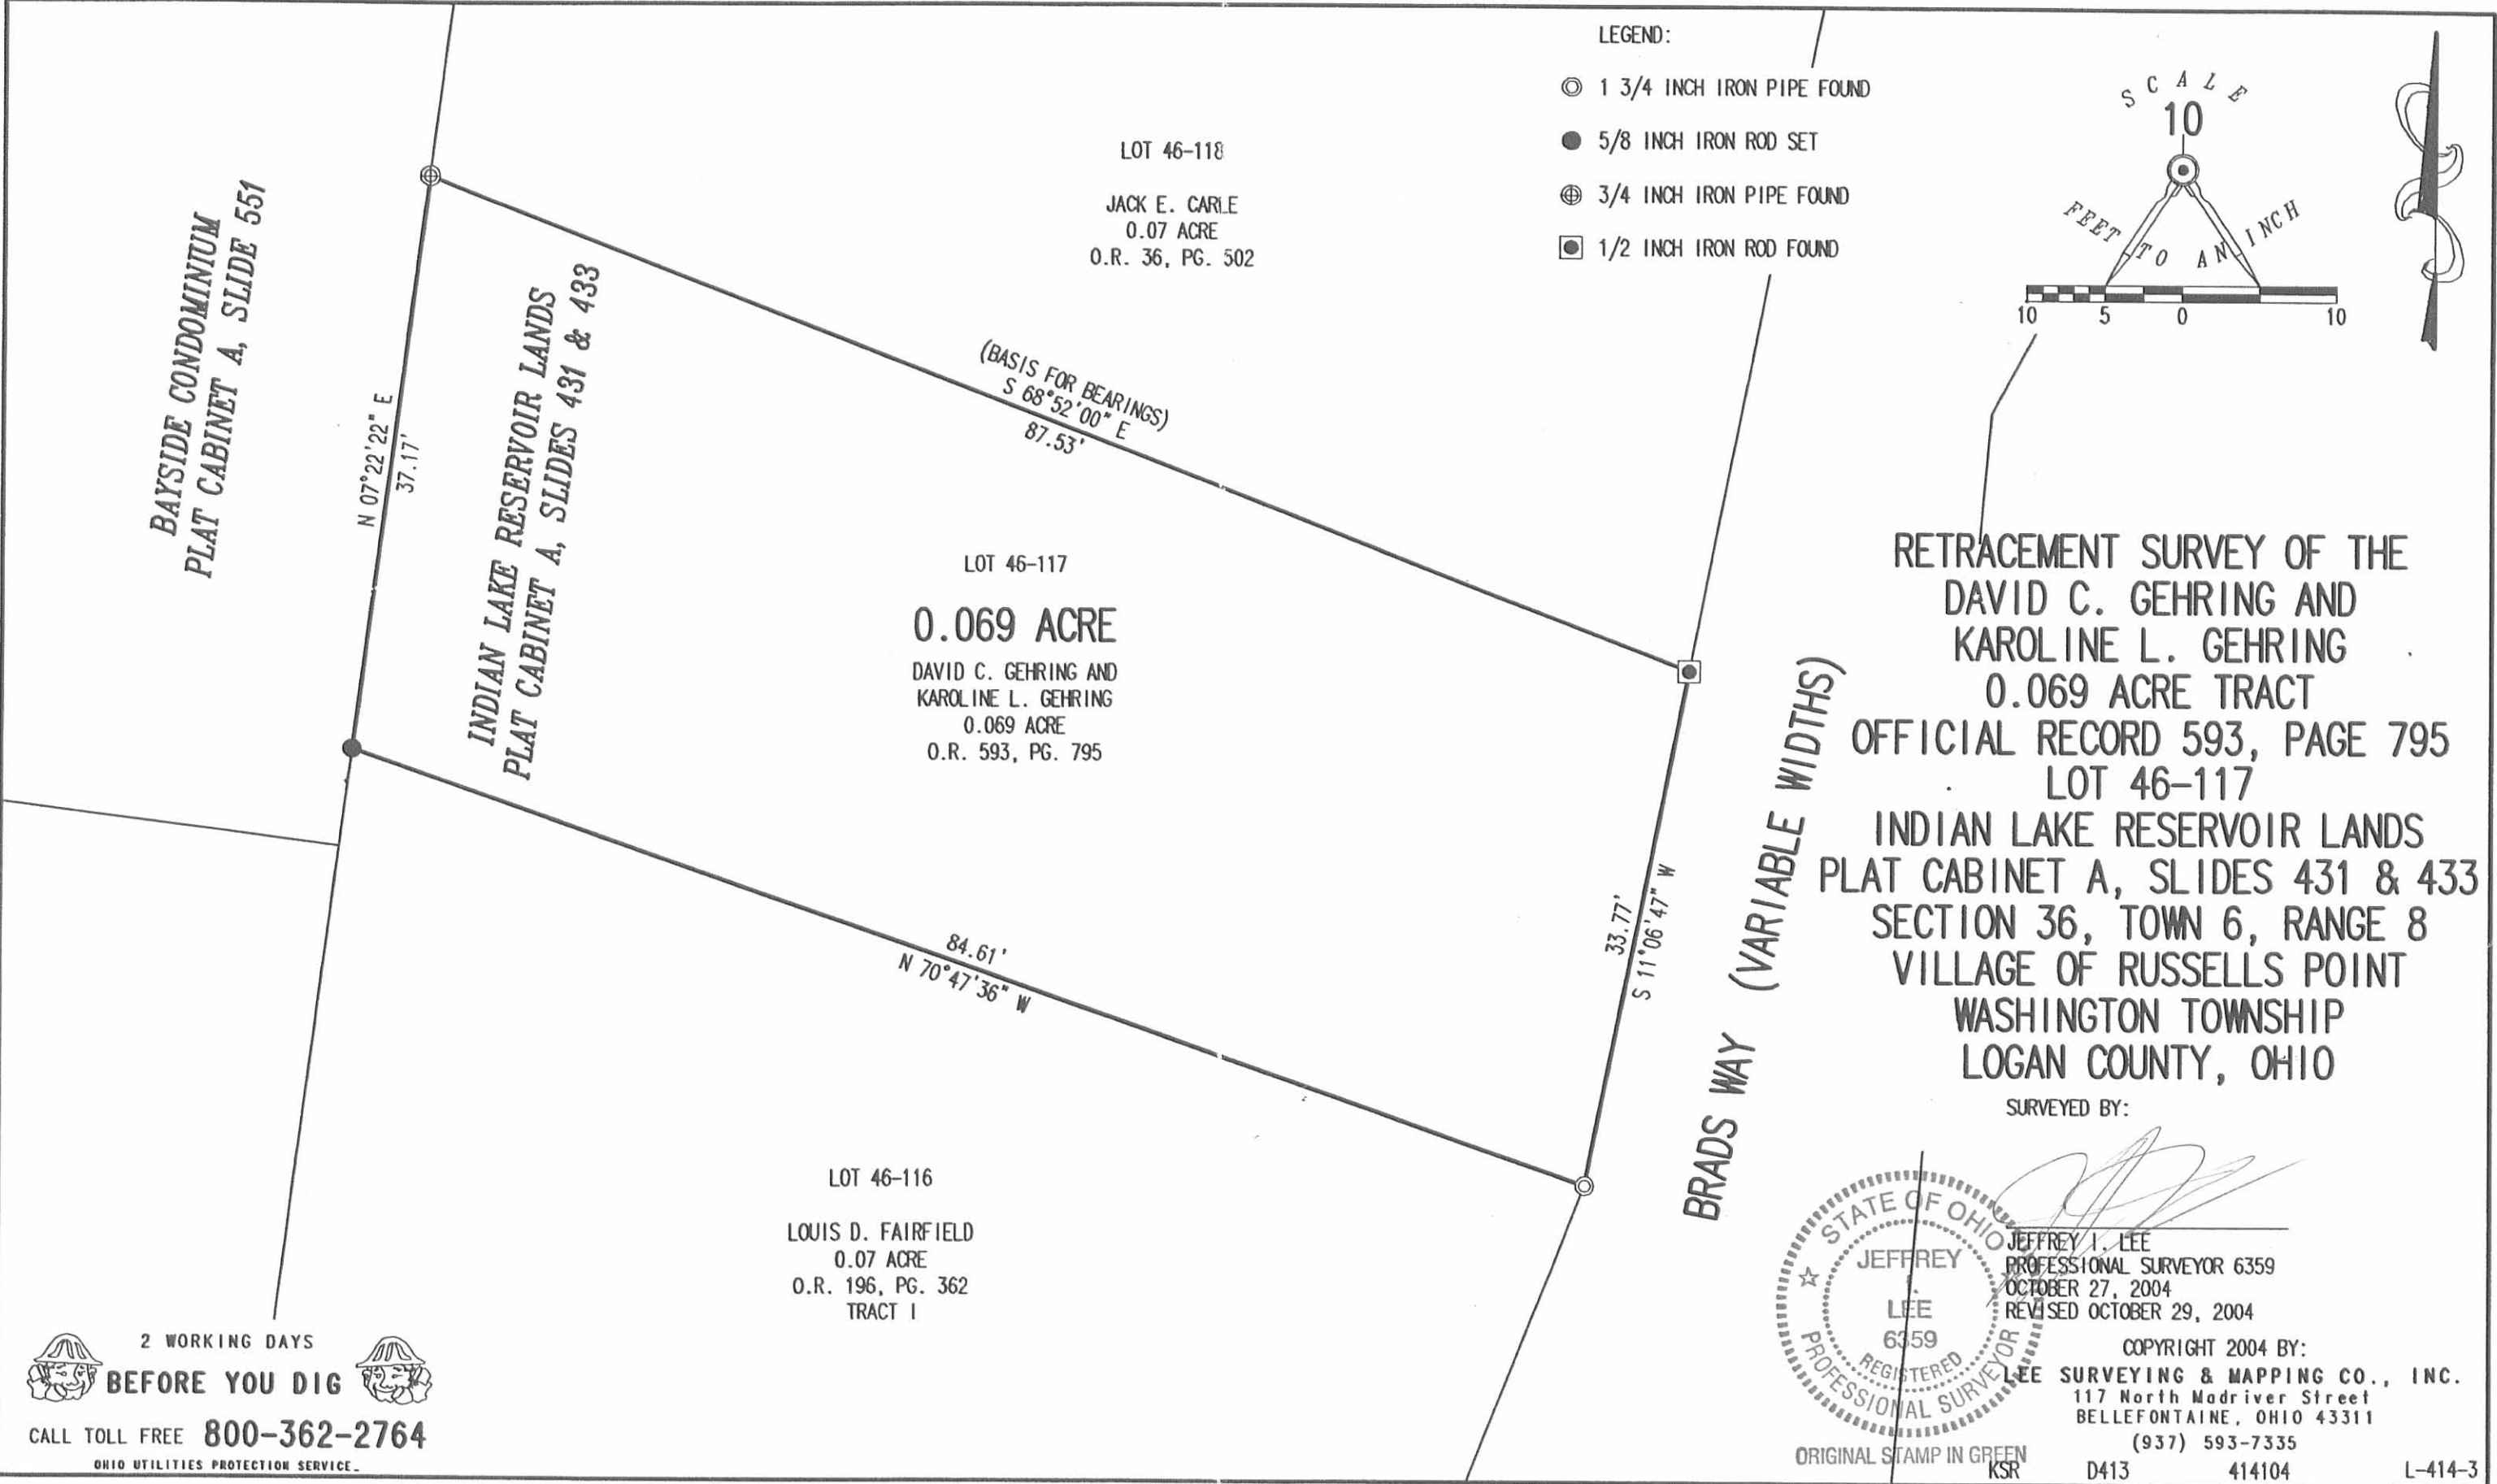 BAYSIDE CONDOMINIUM
PLAT CABINET A, SLIDE 551
N 07°22'22" E
37.17'
INDIAN LAKE RESERVOIR LANDS
PLAT CABINET A, SLIDES 431 & 433
LOT 46-118
JACK E. CARLE
0.07 ACRE
O.R. 36, PG. 502
(BASIS FOR BEARINGS)
S 68°52'00" E
87.53'
LOT 46-117
0.069 ACRE
DAVID C. GEHRING AND
KAROLINE L. GEHRING
0.069 ACRE
O.R. 593, PG. 795
84.61'
N 70°47'36" W
33.77'
S 11°06'47" W
BRADS WAY (VARIABLE WIDTHS)
LOT 46-116
LOUIS D. FAIRFIELD
0.07 ACRE
O.R. 196, PG. 362
TRACT I
LEGEND:
1 3/4 INCH IRON PIPE FOUND
5/8 INCH IRON ROD SET
3/4 INCH IRON PIPE FOUND
1/2 INCH IRON ROD FOUND
SCALE
10
FEET TO AN INCH
10 5 0 10
RETRACEMENT SURVEY OF THE
DAVID C. GEHRING AND
KAROLINE L. GEHRING
0.069 ACRE TRACT
OFFICIAL RECORD 593, PAGE 795
LOT 46-117
INDIAN LAKE RESERVOIR LANDS
PLAT CABINET A, SLIDES 431 & 433
SECTION 36, TOWN 6, RANGE 8
VILLAGE OF RUSSELLS POINT
WASHINGTON TOWNSHIP
LOGAN COUNTY, OHIO
SURVEYED BY:
JEFFREY I. LEE
PROFESSIONAL SURVEYOR 6359
OCTOBER 27, 2004
REVISED OCTOBER 29, 2004
COPYRIGHT 2004 BY:
LEE SURVEYING & MAPPING CO., INC.
117 North Madriver Street
BELLEFONTAINE, OHIO 43311
(937) 593-7335
KSR D413 414104 L-414-3
STATE OF OHIO
JEFFREY
I.
LEE
6359
REGISTERED
PROFESSIONAL SURVEYOR
ORIGINAL STAMP IN GREEN
2 WORKING DAYS
BEFORE YOU DIG
CALL TOLL FREE 800-362-2764
OHIO UTILITIES PROTECTION SERVICE.